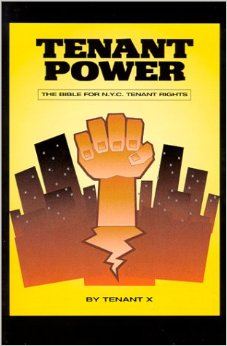 TENANT
POWER
THE BIBLE FOR N.Y.C. TENANT RIGHTS
BY TENANT X